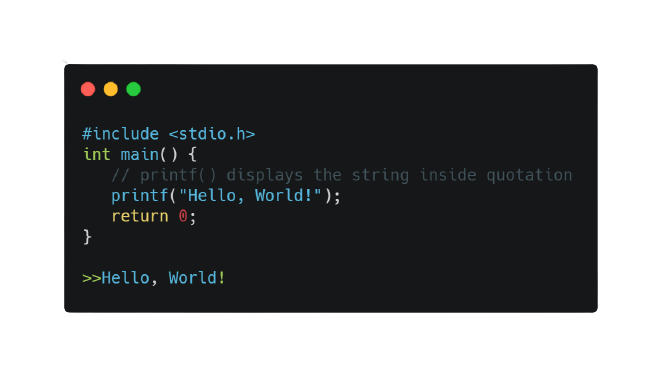 #include <stdio.h>
int main() {
   // printf() displays the string inside quotation
   printf("Hello, World!");
   return 0;
}
>>Hello, World!